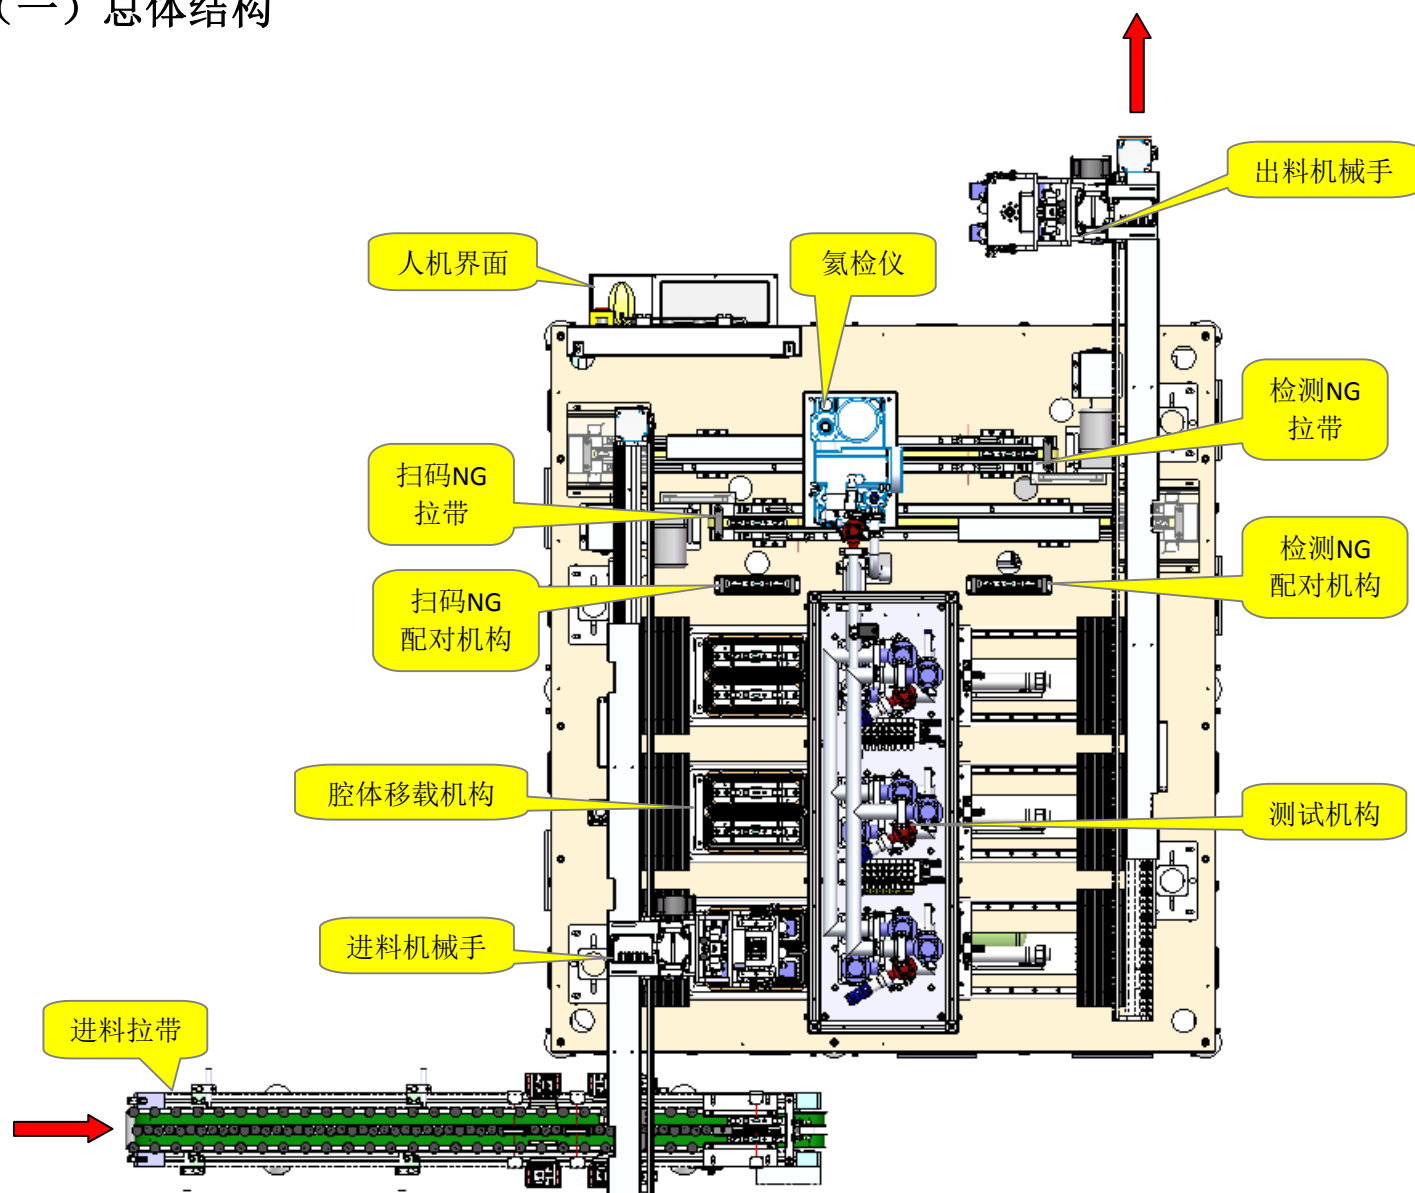 （一）总体结构
出料机械手
人机界面
氦检仪
检测NG
拉带
扫码NG
拉带
检测NG
配对机构
扫码NG
配对机构
腔体移载机构
测试机构
进料机械手
进料拉带